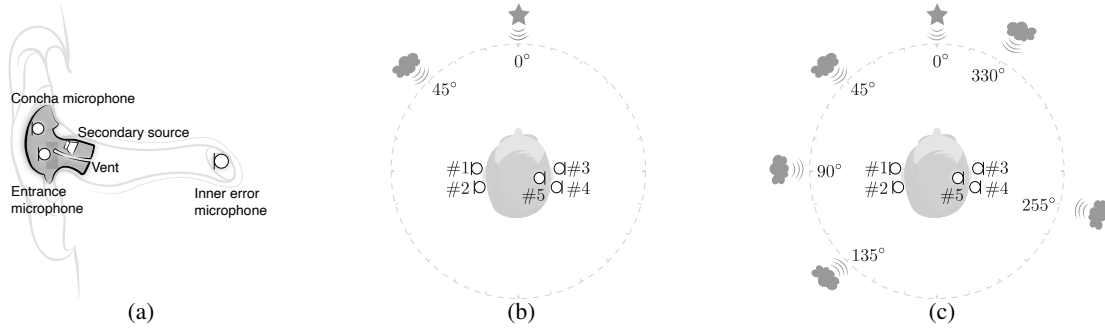 Concha microphone
Secondary source
Vent
Entrance
microphone
Inner error
microphone
(a)
0°
45°
#1
#2
#3
#4
#5
(b)
0°
330°
45°
90°
#1
#2
#3
#4
#5
255°
135°
(c)